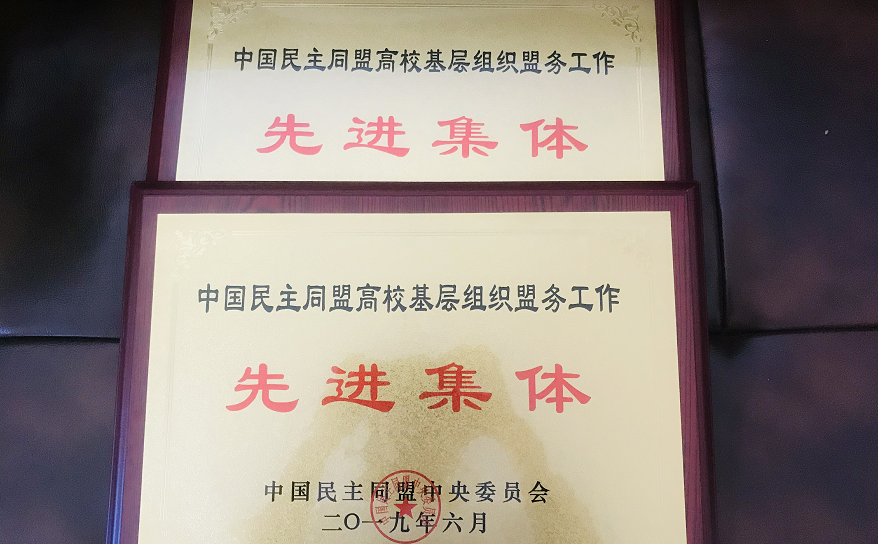 中国民主同盟高校基层组织盟务工作
先进集体
中国民主同盟高校基层组织盟务工作
先进集体
中国民主同盟中央委员会
二〇一九年六月